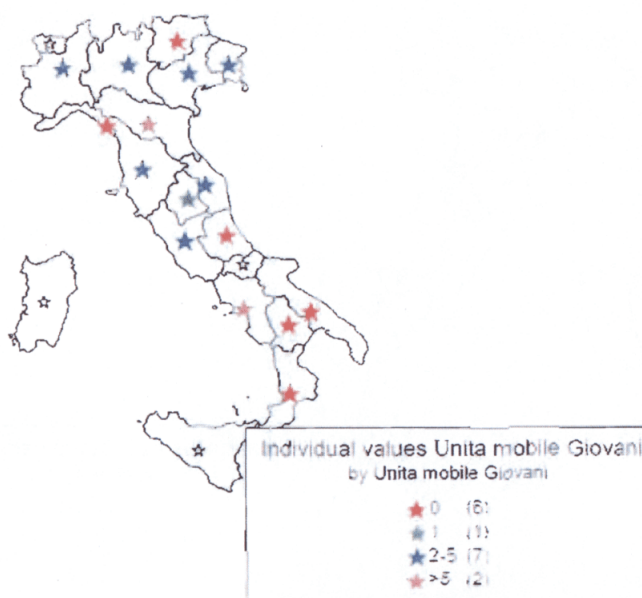 Individual values Unita mobile Giovani
by Unita mobile Giovani
0 (6)
1 (1)
2-5 (7)
>5 (2)